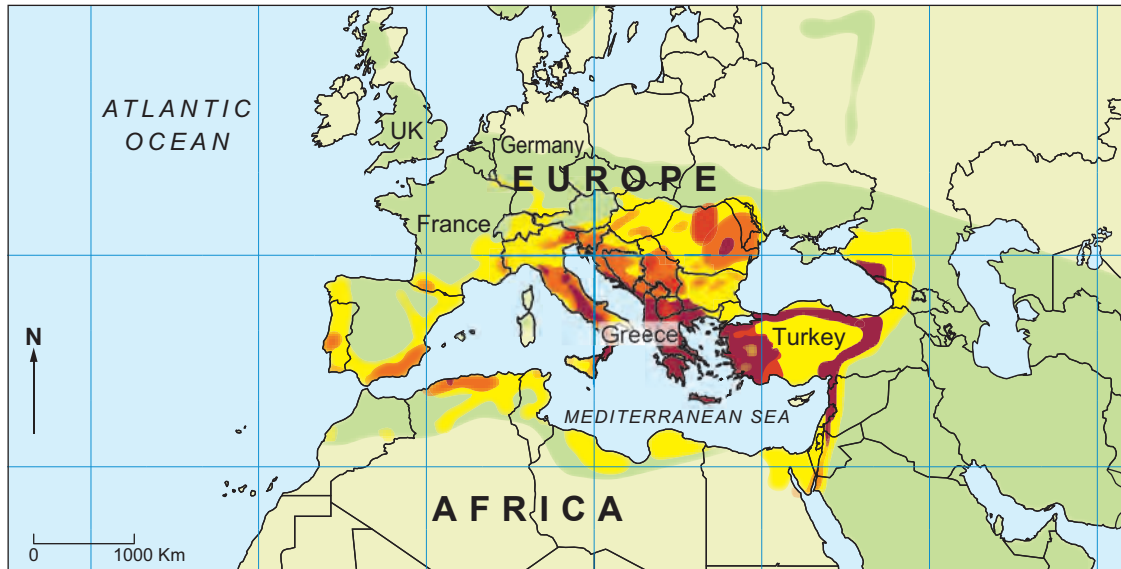 ATLANTIC
OCEAN
UK
Germany
EUROPE
France
N
Greece
Turkey
MEDITERRANEAN SEA
AFRICA
0 1000 Km